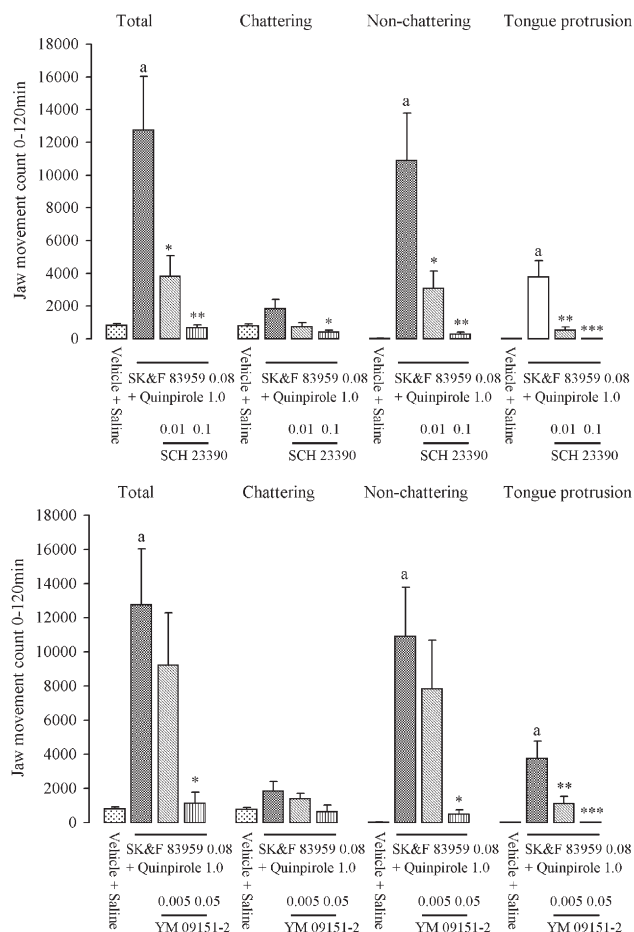 Total Chattering Non-chattering Tongue protrusion
Jaw movement count 0-120min
18000
16000
14000
12000
10000
8000
6000
4000
2000
0
a
*
**
*
a
*
**
a
**
***
Vehicle + Saline
SK&F 83959 0.08
+ Quinpirole 1.0
0.01 0.1
SCH 23390
Vehicle + Saline
SK&F 83959 0.08
+ Quinpirole 1.0
0.01 0.1
SCH 23390
Vehicle + Saline
SK&F 83959 0.08
+ Quinpirole 1.0
0.01 0.1
SCH 23390
Vehicle + Saline
SK&F 83959 0.08
+ Quinpirole 1.0
0.01 0.1
SCH 23390
Total Chattering Non-chattering Tongue protrusion
Jaw movement count 0-120min
18000
16000
14000
12000
10000
8000
6000
4000
2000
0
a
*
a
*
a
**
***
Vehicle + Saline
SK&F 83959 0.08
+ Quinpirole 1.0
0.005 0.05
YM 09151-2
Vehicle + Saline
SK&F 83959 0.08
+ Quinpirole 1.0
0.005 0.05
YM 09151-2
Vehicle + Saline
SK&F 83959 0.08
+ Quinpirole 1.0
0.005 0.05
YM 09151-2
Vehicle + Saline
SK&F 83959 0.08
+ Quinpirole 1.0
0.005 0.05
YM 09151-2